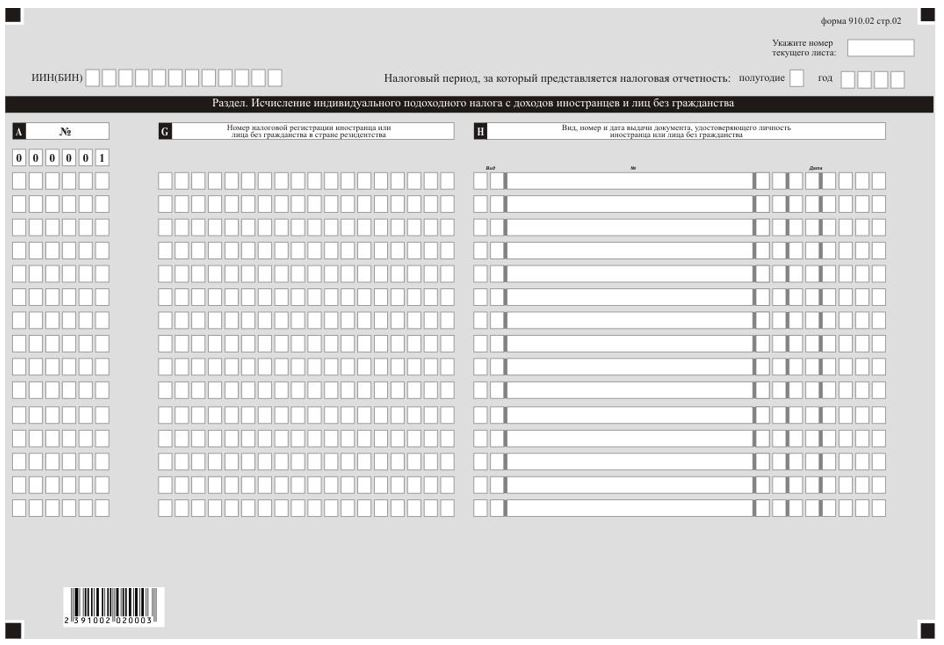 форма 910.02 стр.02
Укажите номер
текущего листа:
ИИН(БИН) Налоговый период, за который представляется налоговая отчетность: полугодие год
Раздел. Исчисление индивидуального подоходного налога с доходов иностранцев и лиц без гражданства
A №
G Номер налоговой регистрации иностранца или
лица без гражданства в стране резидентства
H Вид, номер и дата выдачи документа, удостоверяющего личность
иностранца или лица без гражданства
0 0 0 0 0 1
Вид № Дата
2 391002 020003